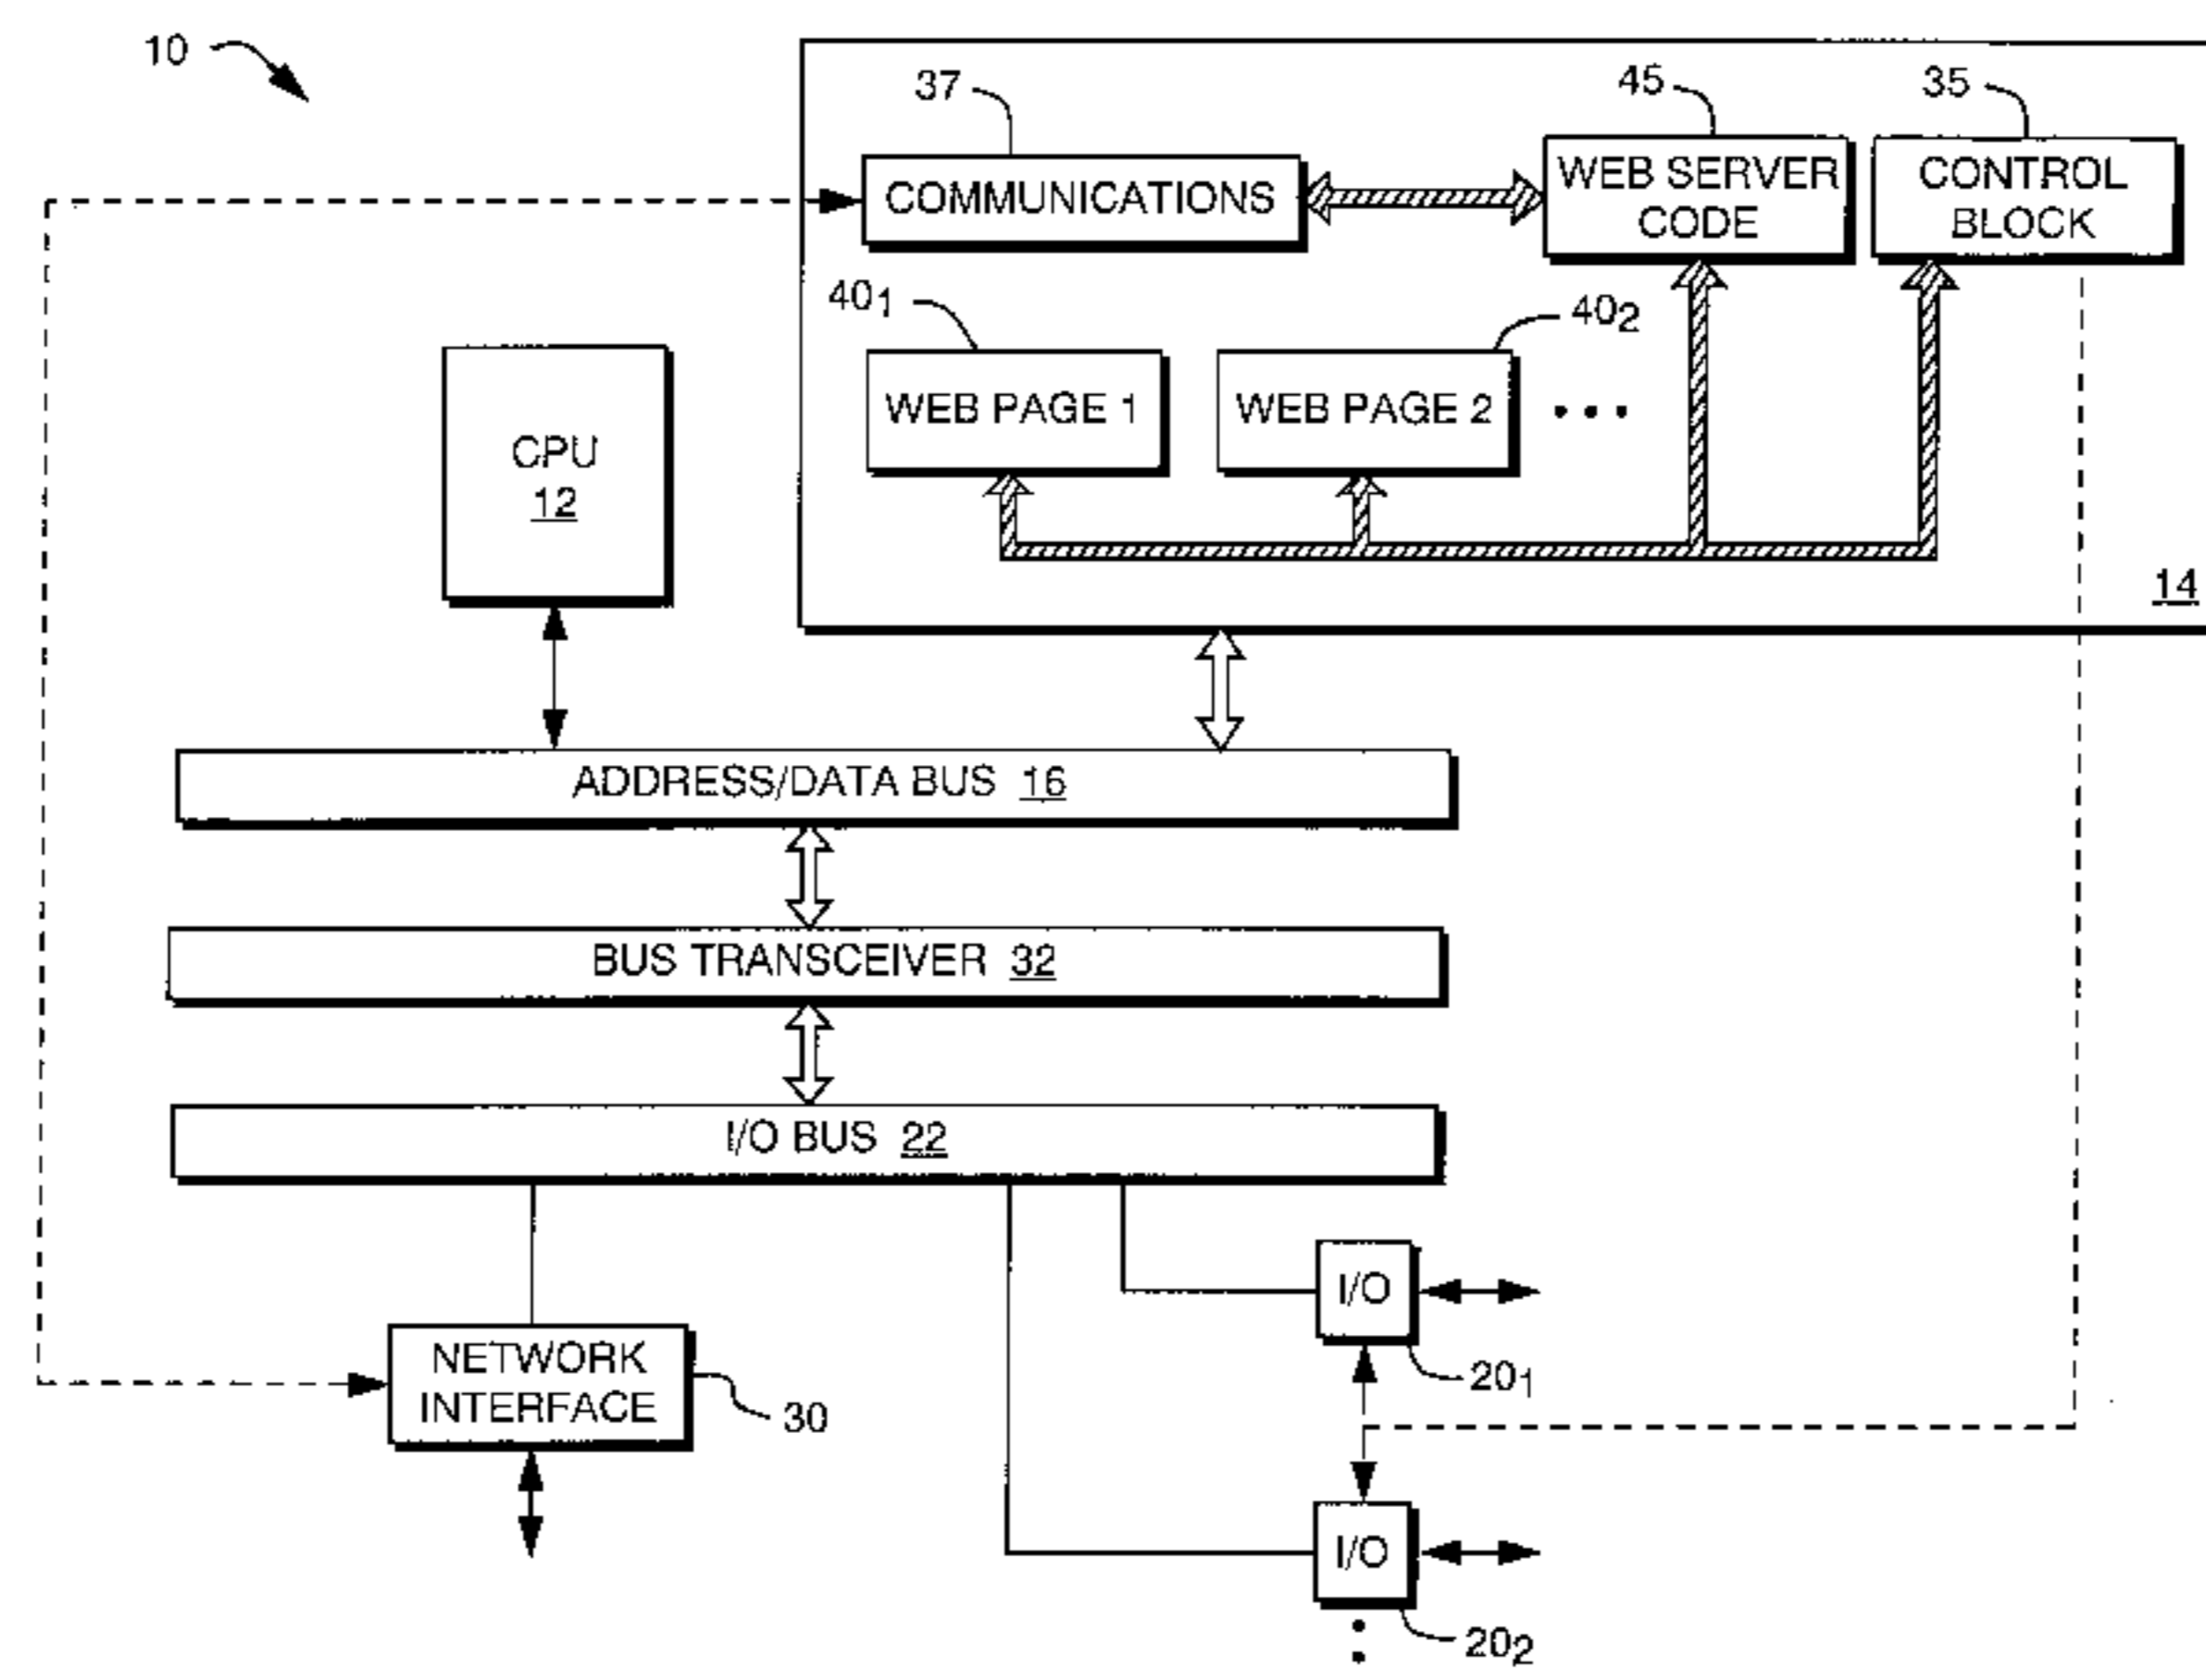 10
37
45
35
COMMUNICATIONS
WEB SERVER
CODE
CONTROL
BLOCK
40₁
40₂
WEB PAGE 1
WEB PAGE 2
• • •
CPU
12
14
ADDRESS/DATA BUS 16
BUS TRANSCEIVER 32
I/O BUS 22
NETWORK
INTERFACE
30
I/O
20₁
I/O
20₂